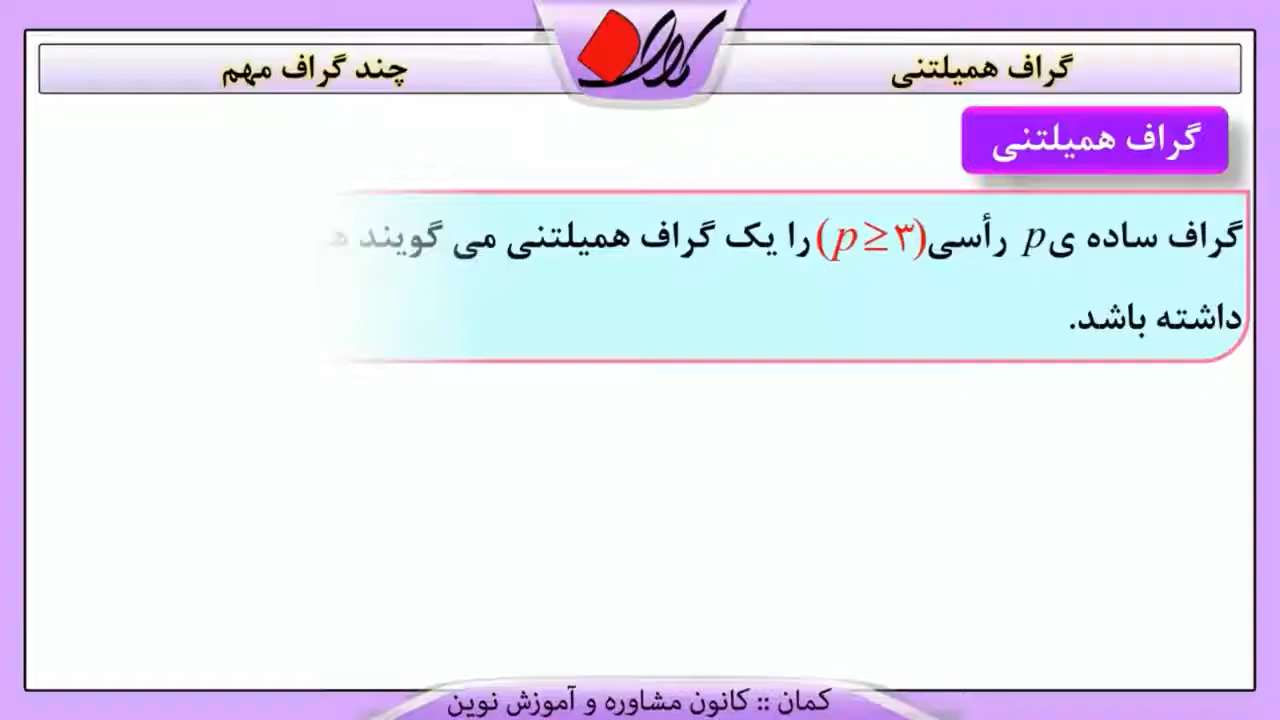 گراف همیلتنی
چند گراف مهم
کمان
گراف همیلتنی
گراف ساده ی p رأسی (p ≥ ۳) را یک گراف همیلتنی می گویند
داشته باشد.
کمان :: کانون مشاوره و آموزش نوین